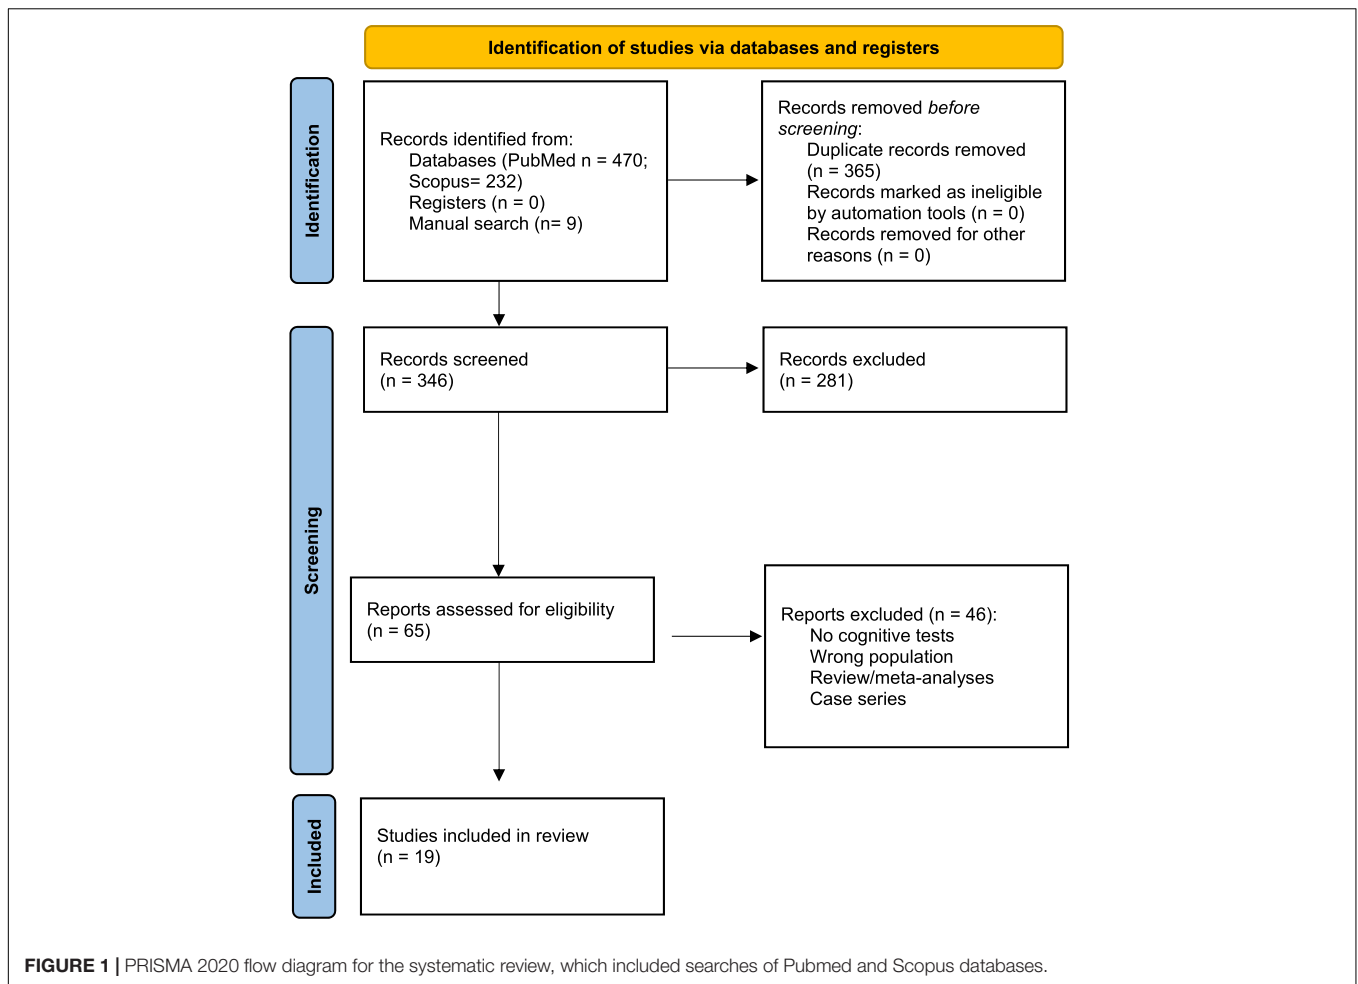 Identification of studies via databases and registers
Identification
Records identified from:
Databases (PubMed n = 470;
Scopus= 232)
Registers (n = 0)
Manual search (n= 9)
Records removed before
screening:
Duplicate records removed
(n = 365)
Records marked as ineligible
by automation tools (n = 0)
Records removed for other
reasons (n = 0)
Screening
Records screened
(n = 346)
Records excluded
(n = 281)
Reports assessed for eligibility
(n = 65)
Reports excluded (n = 46):
No cognitive tests
Wrong population
Review/meta-analyses
Case series
Included
Studies included in review
(n = 19)
FIGURE 1 | PRISMA 2020 flow diagram for the systematic review, which included searches of Pubmed and Scopus databases.